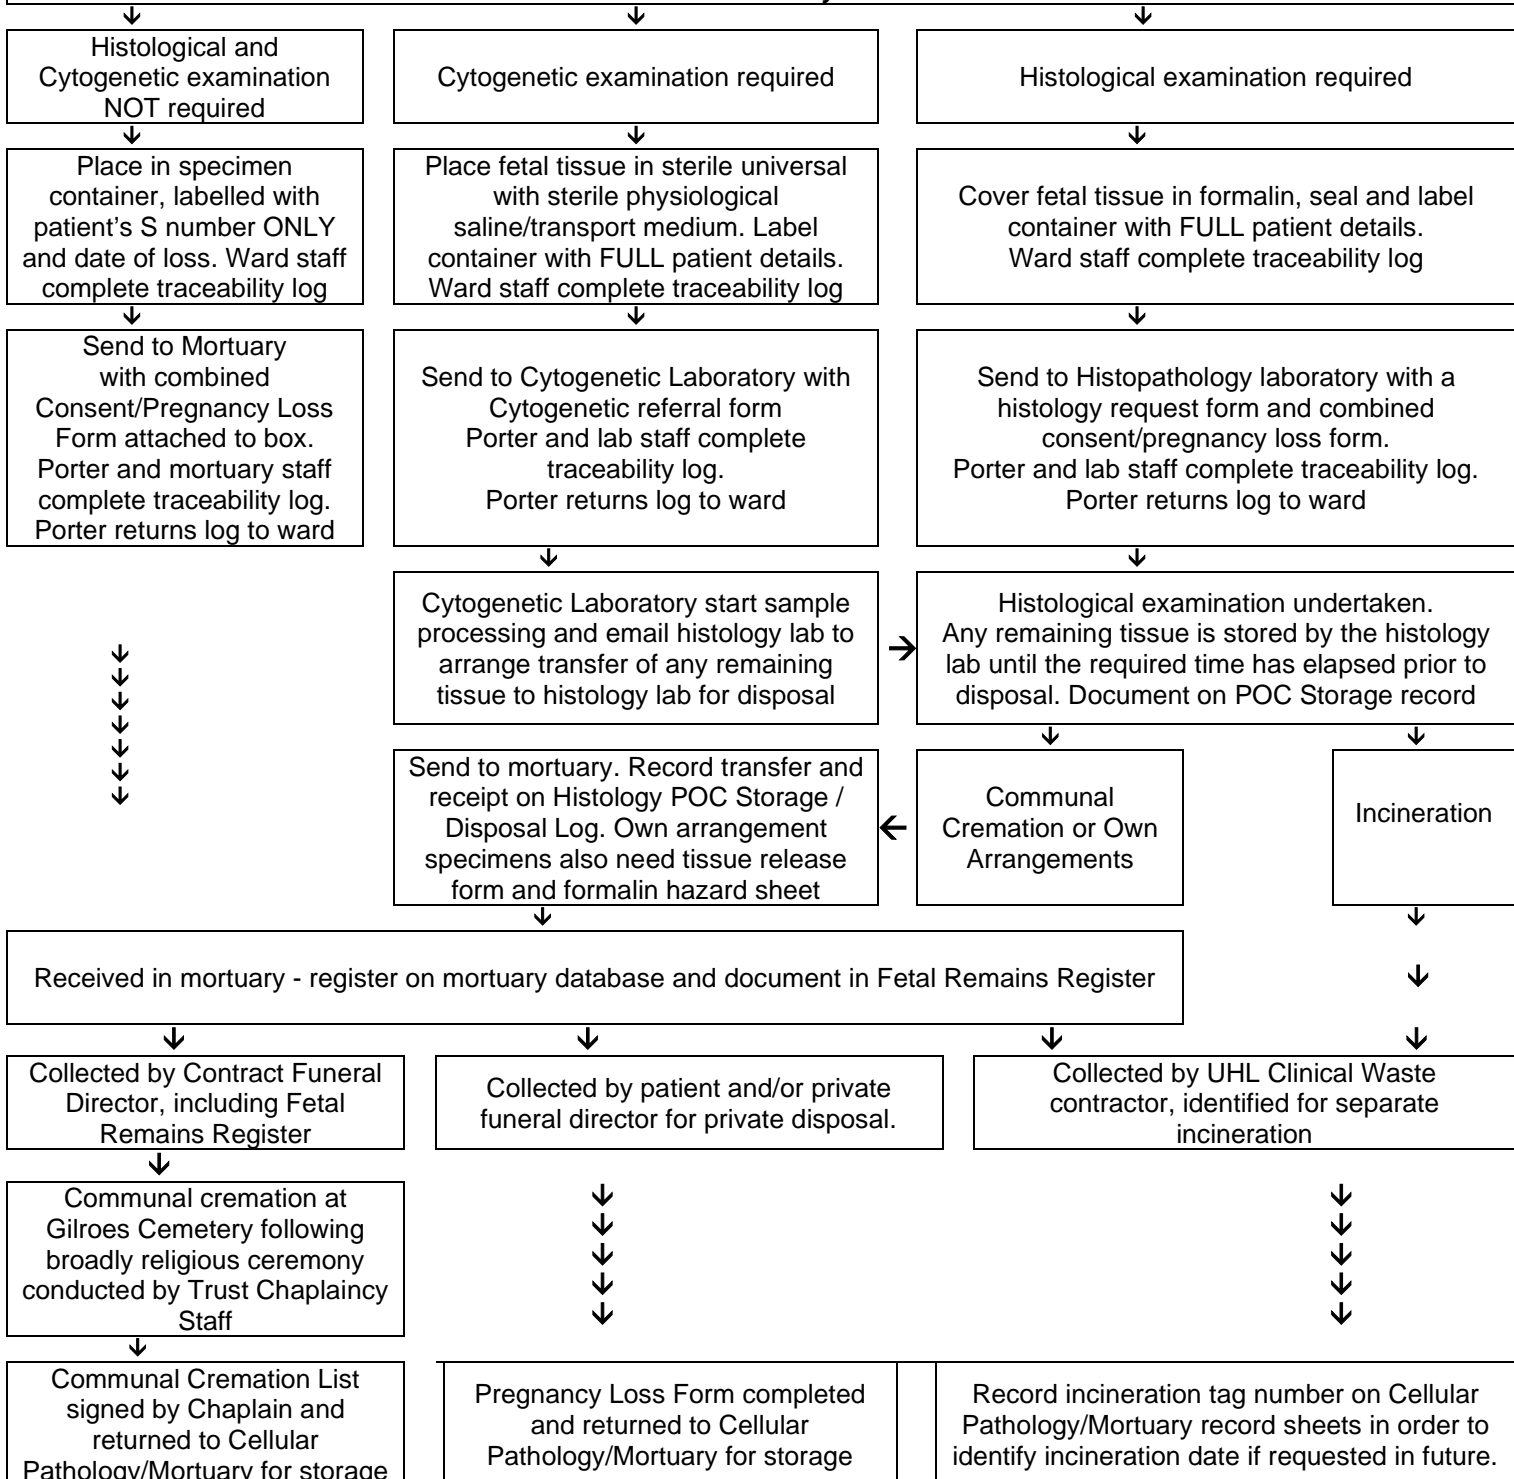 Histological and
Cytogenetic examination
NOT required
Cytogenetic examination required
Histological examination required
Place in specimen
container, labelled with
patient's S number ONLY
and date of loss. Ward staff
complete traceability log
Place fetal tissue in sterile universal
with sterile physiological
saline/transport medium. Label
container with FULL patient details.
Ward staff complete traceability log
Cover fetal tissue in formalin, seal and label
container with FULL patient details.
Ward staff complete traceability log
Send to Mortuary
with combined
Consent/Pregnancy Loss
Form attached to box.
Porter and mortuary staff
complete traceability log.
Porter returns log to ward
Send to Cytogenetic Laboratory with
Cytogenetic referral form
Porter and lab staff complete
traceability log.
Porter returns log to ward
Send to Histopathology laboratory with a
histology request form and combined
consent/pregnancy loss form.
Porter and lab staff complete traceability log.
Porter returns log to ward
Cytogenetic Laboratory start sample
processing and email histology lab to
arrange transfer of any remaining
tissue to histology lab for disposal
Histological examination undertaken.
Any remaining tissue is stored by the histology
lab until the required time has elapsed prior to
disposal. Document on POC Storage record
Send to mortuary. Record transfer and
receipt on Histology POC Storage /
Disposal Log. Own arrangement
specimens also need tissue release
form and formalin hazard sheet
Communal
Cremation or Own
Arrangements
Incineration
Received in mortuary - register on mortuary database and document in Fetal Remains Register
Collected by Contract Funeral
Director, including Fetal
Remains Register
Collected by patient and/or private
funeral director for private disposal.
Collected by UHL Clinical Waste
contractor, identified for separate
incineration
Communal cremation at
Gilroes Cemetery following
broadly religious ceremony
conducted by Trust Chaplaincy
Staff
Communal Cremation List
signed by Chaplain and
returned to Cellular
Pathology/Mortuary for storage
Pregnancy Loss Form completed
and returned to Cellular
Pathology/Mortuary for storage
Record incineration tag number on Cellular
Pathology/Mortuary record sheets in order to
identify incineration date if requested in future.